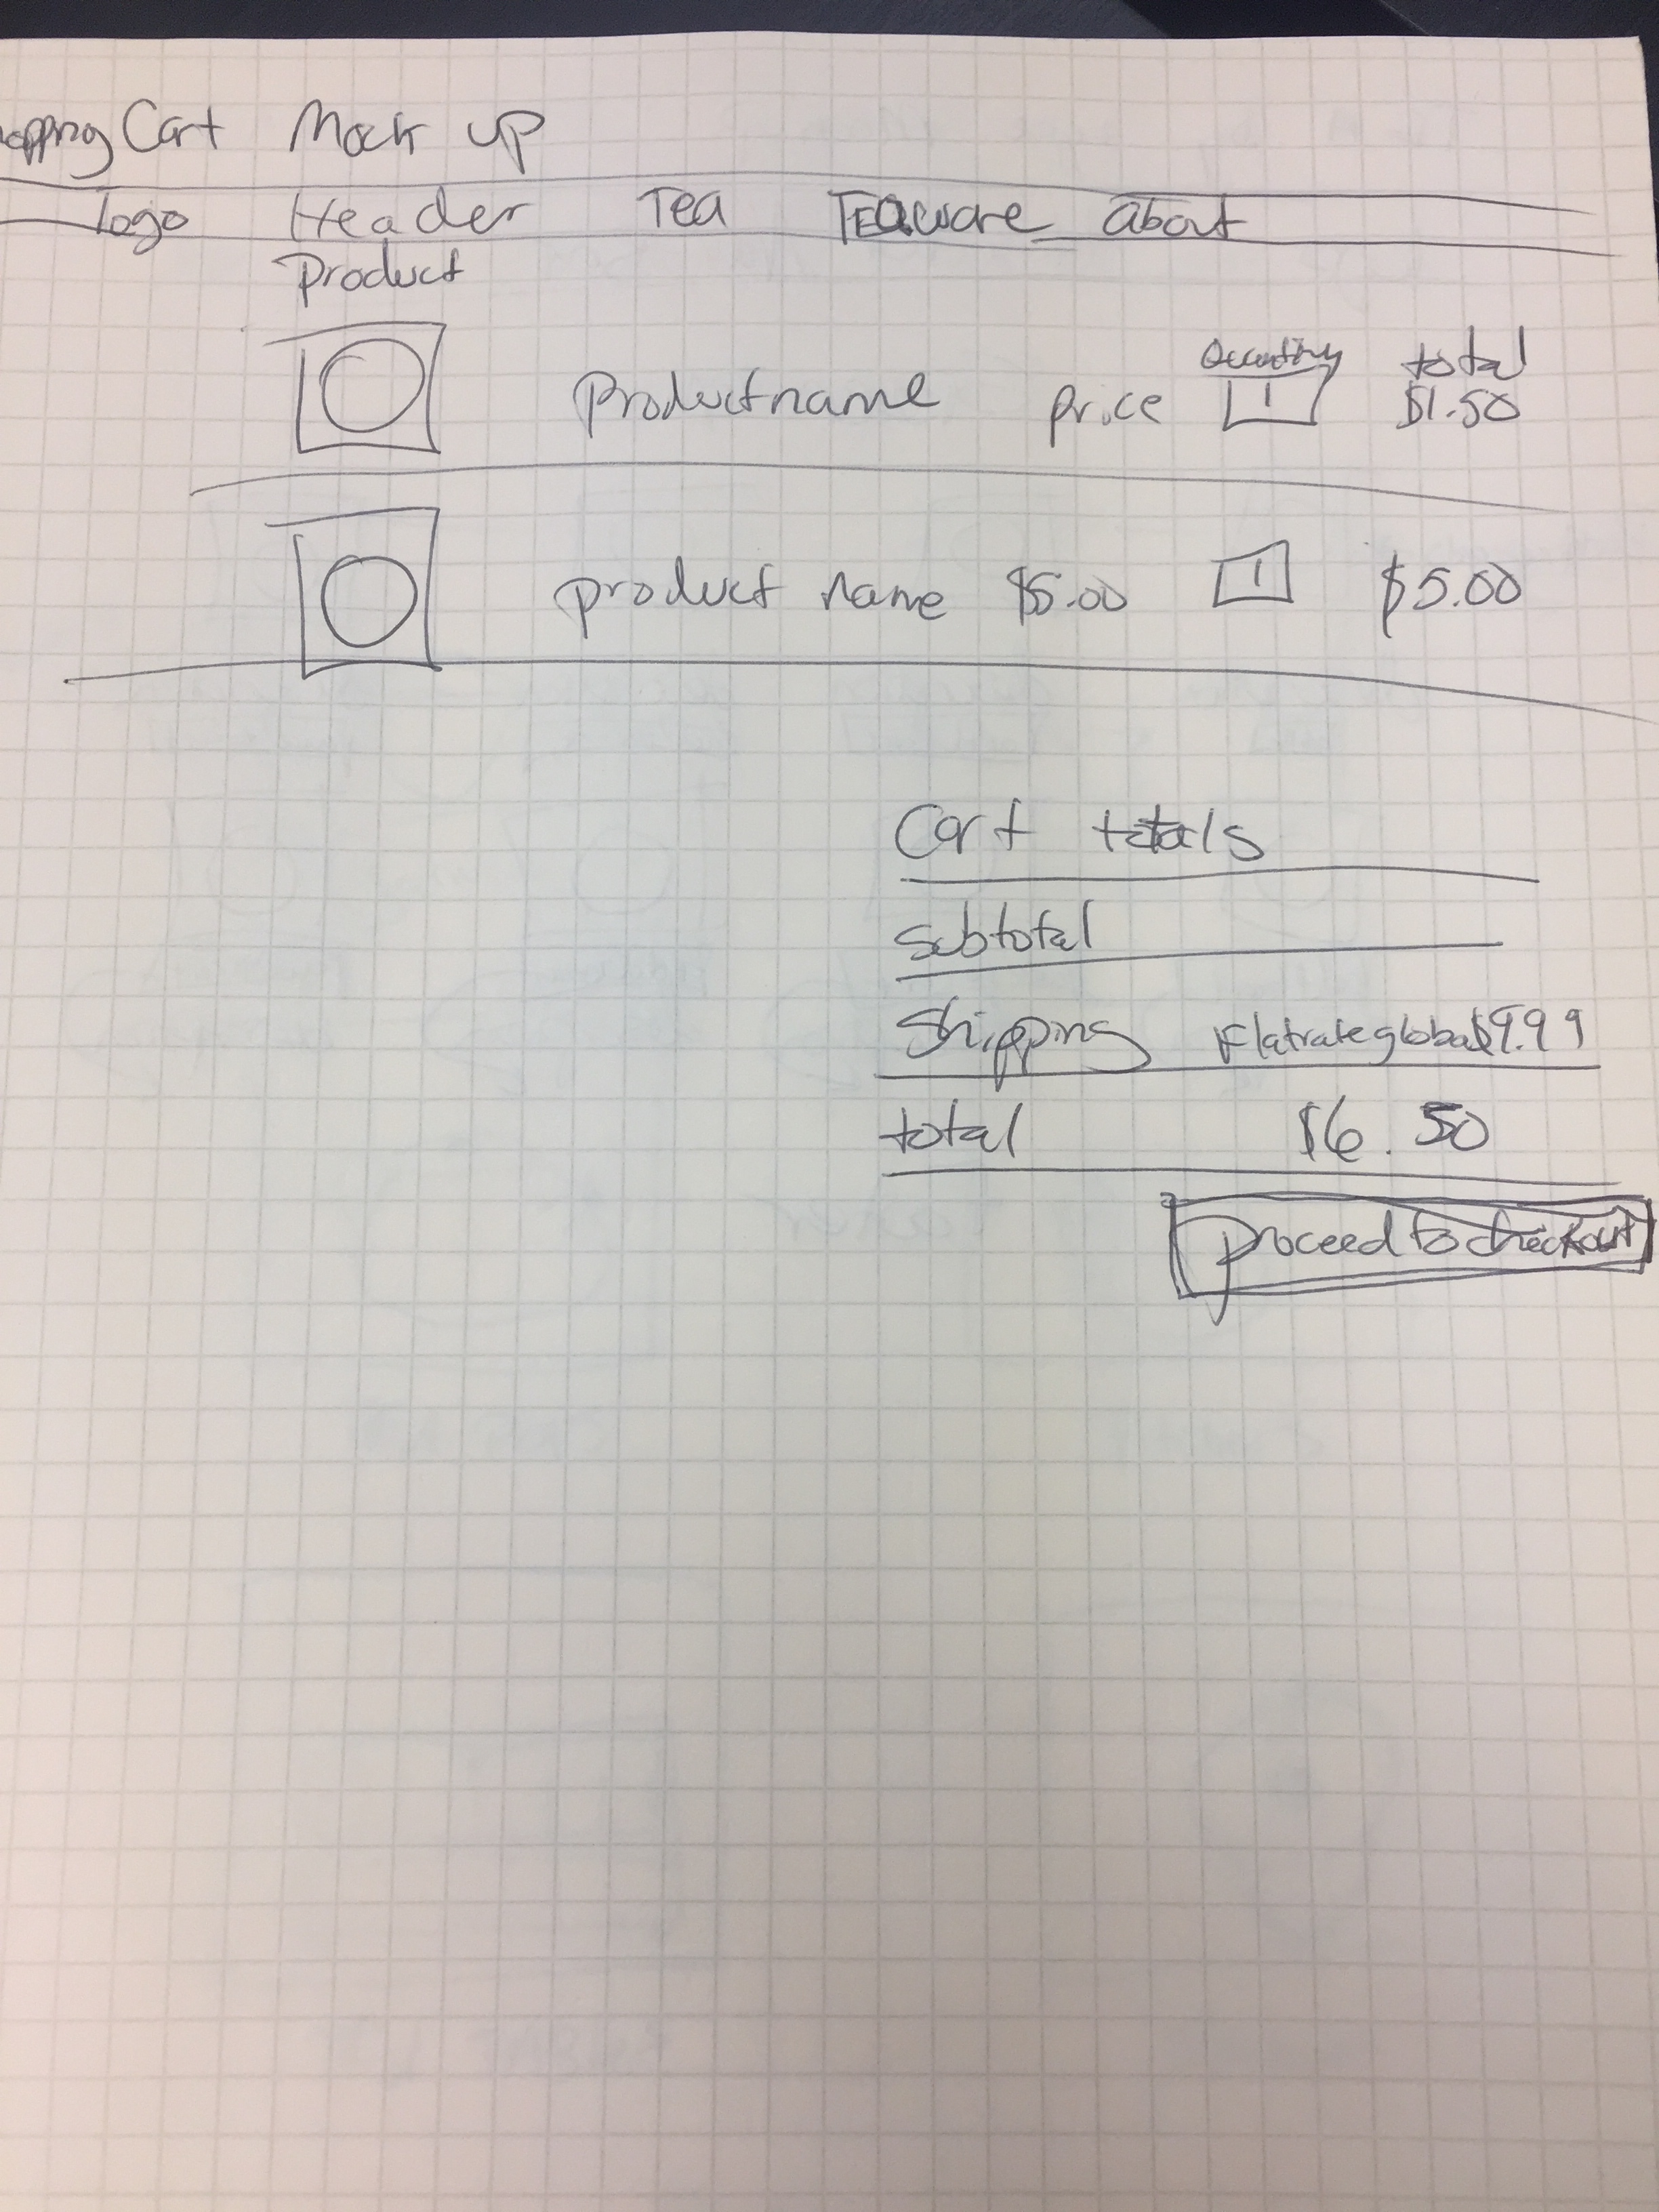 opping Cart Mock up
logo Header Tea Teaware about
Product
Quantity total
Productname price 1 $1.50
product name $5.00 1 $5.00
Cart totals
subtotal
Shipping Flatrateglobal $9.99
total $6.50
proceed to checkout